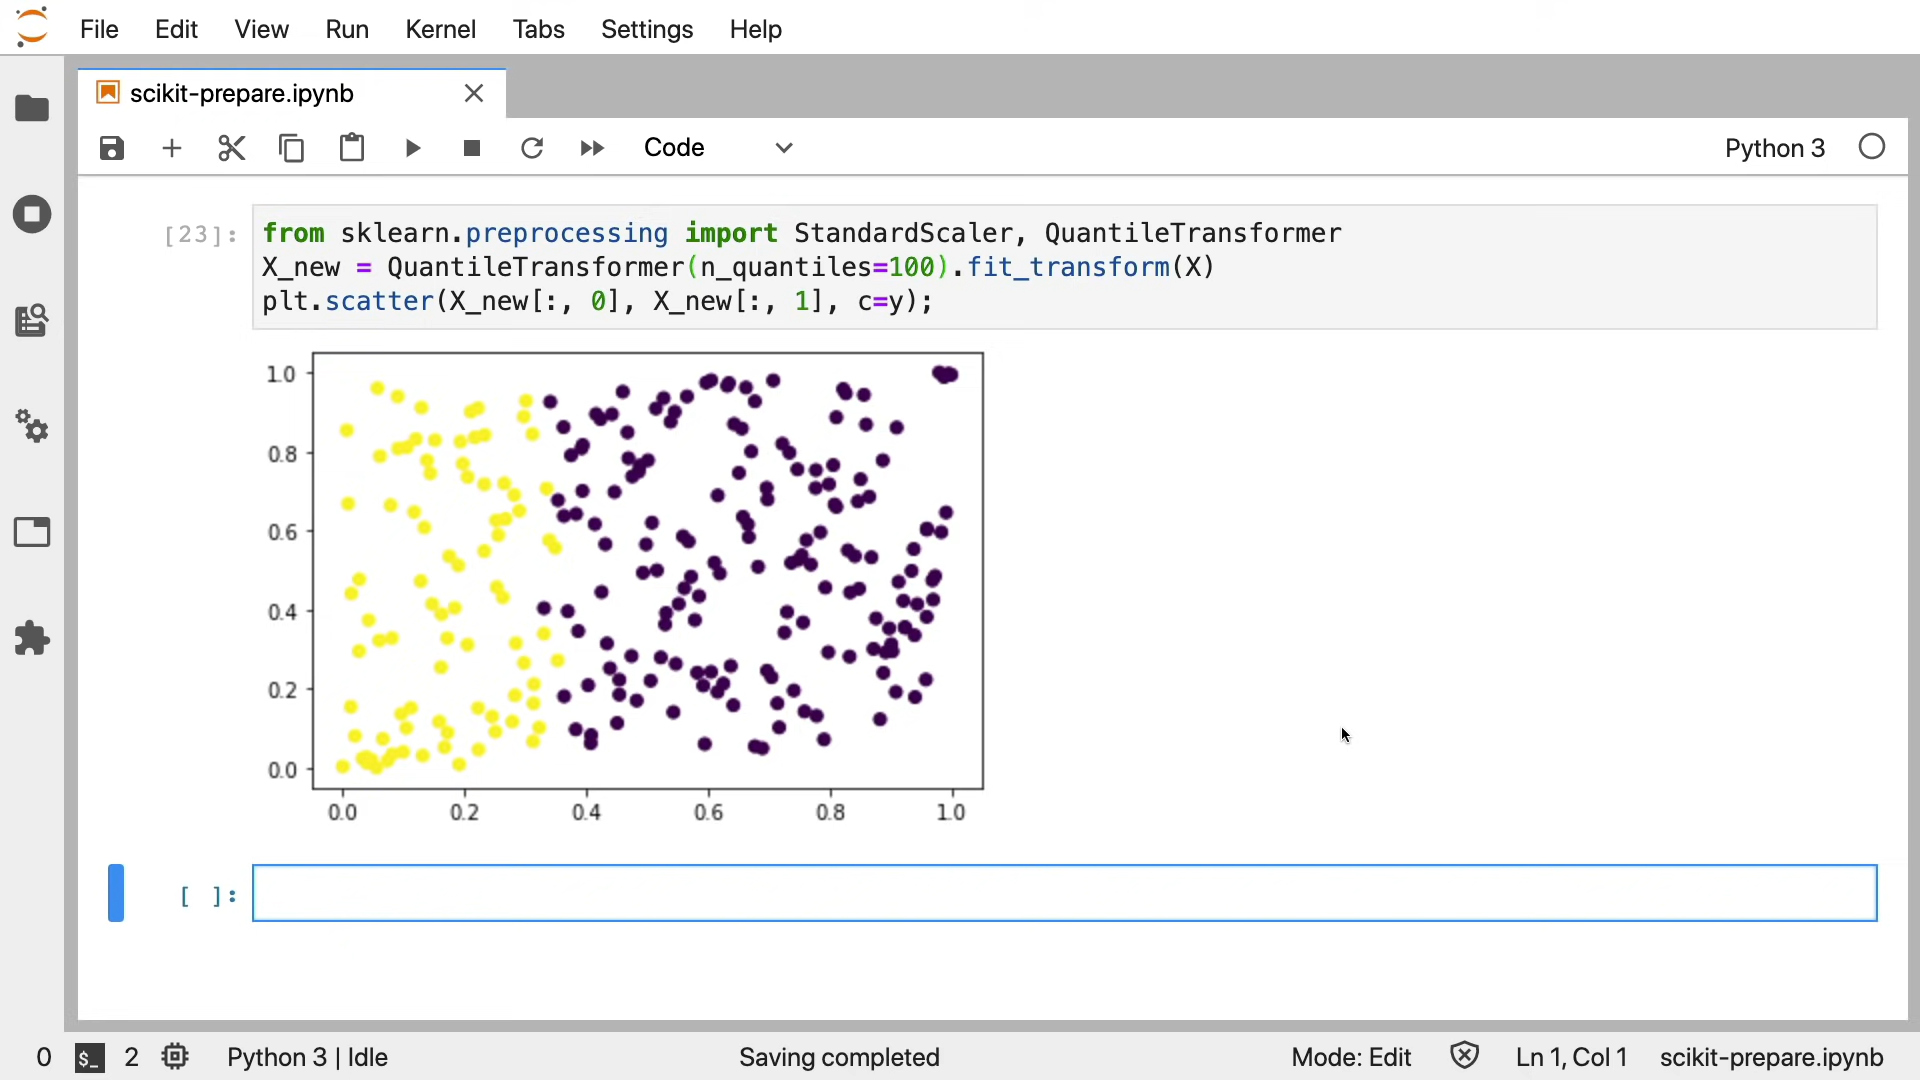 File Edit View Run Kernel Tabs Settings Help
scikit-prepare.ipynb
Code Python 3
[23]: from sklearn.preprocessing import StandardScaler, QuantileTransformer
X_new = QuantileTransformer(n_quantiles=100).fit_transform(X)
plt.scatter(X_new[:, 0], X_new[:, 1], c=y);
1.0
0.8
0.6
0.4
0.2
0.0
0.0 0.2 0.4 0.6 0.8 1.0
[ ]:
0 $_ 2 Python 3 | Idle Saving completed Mode: Edit Ln 1, Col 1 scikit-prepare.ipynb